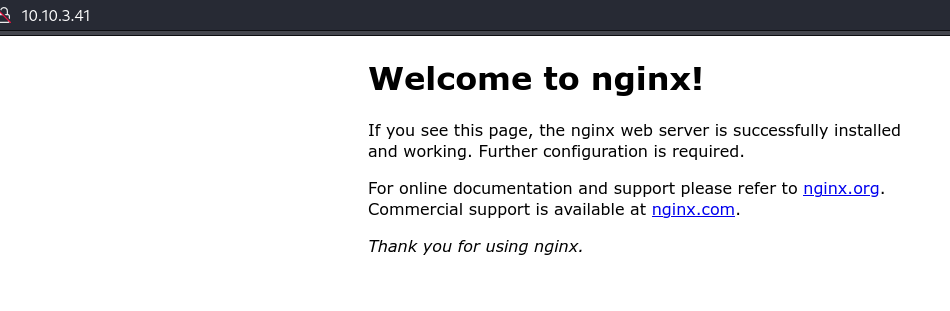 10.10.3.41
Welcome to nginx!
If you see this page, the nginx web server is successfully installed
and working. Further configuration is required.
For online documentation and support please refer to nginx.org.
Commercial support is available at nginx.com.
Thank you for using nginx.